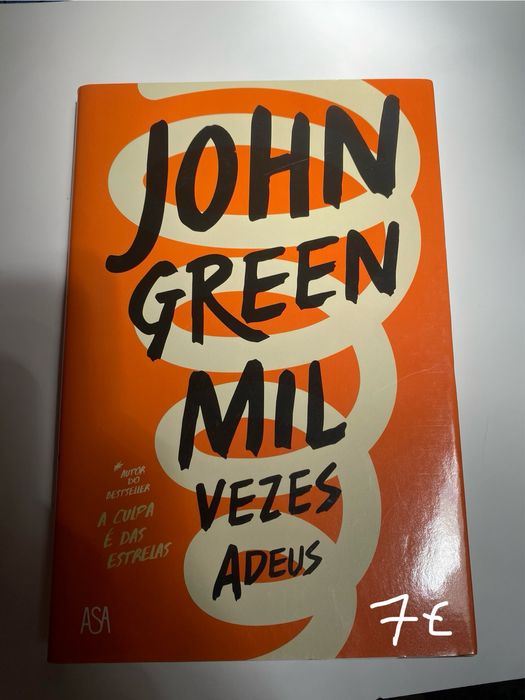 JOHN
GREEN
MIL
VEZES
ADEUS
* AUTOR
DO
BESTSELLER
A CULPA
É DAS
ESTRELAS
ASA
7€